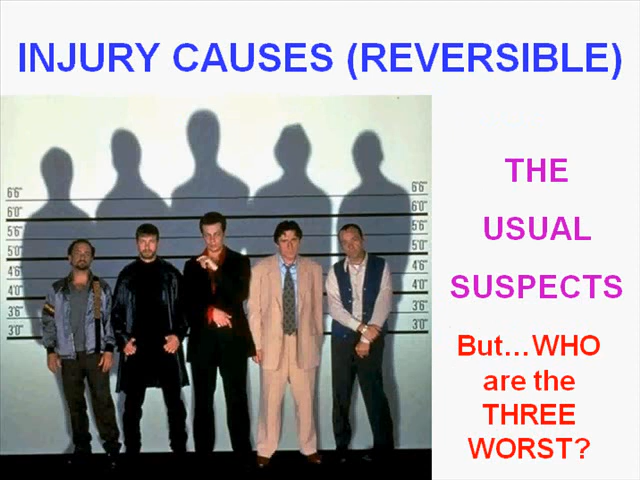 INJURY CAUSES (REVERSIBLE)
THE
USUAL
SUSPECTS
But...WHO
are the
THREE
WORST?
6'6" 6'6"
6'0" 6'0"
5'6" 5'6"
5'0" 5'0"
4'6" 4'6"
4'0" 4'0"
3'6" 3'6"
3'0" 3'0"